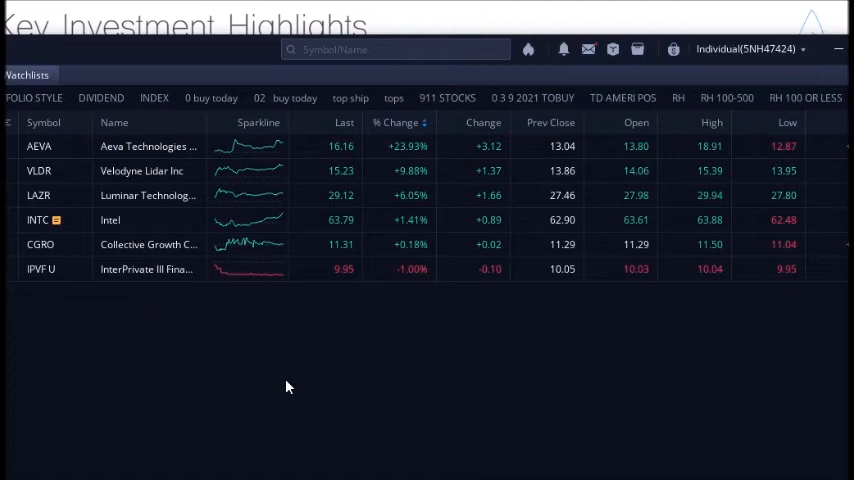 Key Investment Highlights
Symbol/Name
Individual(5NH47424)
Watchlists
FOLIO STYLE DIVIDEND INDEX 0 buy today 02 buy today top ship tops 911 STOCKS 0 3 9 2021 TOBUY TD AMERI POS RH RH 100-500 RH 100 OR LESS
Symbol Name Sparkline Last % Change Change Prev Close Open High Low
AEVA Aeva Technologies ... 16.16 +23.93% +3.12 13.04 13.80 18.91 12.87
VLDR Velodyne Lidar Inc 15.23 +9.88% +1.37 13.86 14.06 15.39 13.95
LAZR Luminar Technolog... 29.12 +6.05% +1.66 27.46 27.98 29.94 27.80
INTC Intel 63.79 +1.41% +0.89 62.90 63.61 63.88 62.48
CGRO Collective Growth C... 11.31 +0.18% +0.02 11.29 11.29 11.50 11.04
IPVF U InterPrivate III Fina... 9.95 -1.00% -0.10 10.05 10.03 10.04 9.95